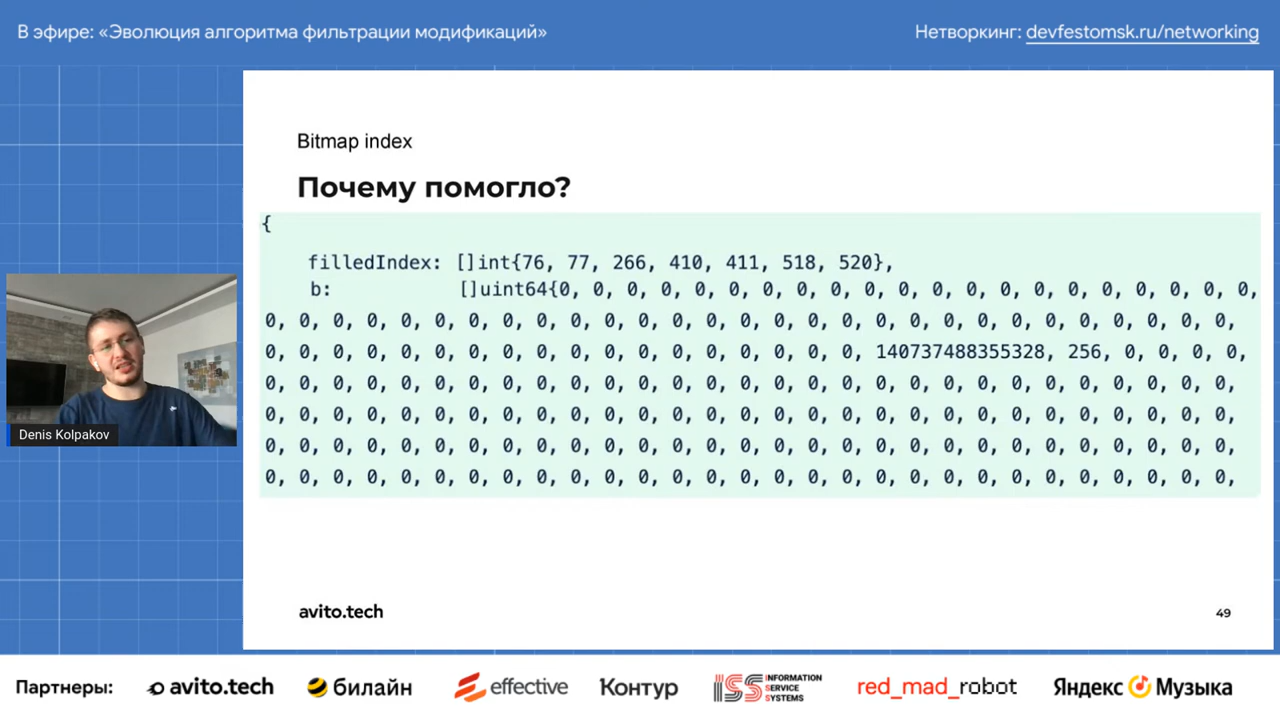 В эфире: «Эволюция алгоритма фильтрации модификаций»
Нетворкинг: devfestomsk.ru/networking
Bitmap index
Почему помогло?
{
filledIndex: []int{76, 77, 266, 410, 411, 518, 520},
b: []uint64{0, 0, 0, 0, 0, 0, 0, 0, 0, 0, 0, 0, 0, 0, 0, 0, 0, 0, 0, 0, 0,
0, 0, 0, 0, 0, 0, 0, 0, 0, 0, 0, 0, 0, 0, 0, 0, 0, 0, 0, 0, 0, 0, 0, 0, 0, 0, 0, 0, 0,
0, 0, 0, 0, 0, 0, 0, 0, 0, 0, 0, 0, 0, 0, 0, 0, 0, 0, 140737488355328, 256, 0, 0, 0, 0,
0, 0, 0, 0, 0, 0, 0, 0, 0, 0, 0, 0, 0, 0, 0, 0, 0, 0, 0, 0, 0, 0, 0, 0, 0, 0, 0, 0, 0,
0, 0, 0, 0, 0, 0, 0, 0, 0, 0, 0, 0, 0, 0, 0, 0, 0, 0, 0, 0, 0, 0, 0, 0, 0, 0, 0, 0, 0,
0, 0, 0, 0, 0, 0, 0, 0, 0, 0, 0, 0, 0, 0, 0, 0, 0, 0, 0, 0, 0, 0, 0, 0, 0, 0, 0, 0, 0,
0, 0, 0, 0, 0, 0, 0, 0, 0, 0, 0, 0, 0, 0, 0, 0, 0, 0, 0, 0, 0, 0, 0, 0, 0, 0, 0, 0, 0,
Denis Kolpakov
avito.tech
49
Партнеры: avito.tech билайн effective Контур ISS INFORMATION SERVICE SYSTEMS red_mad_robot Яндекс Музыка